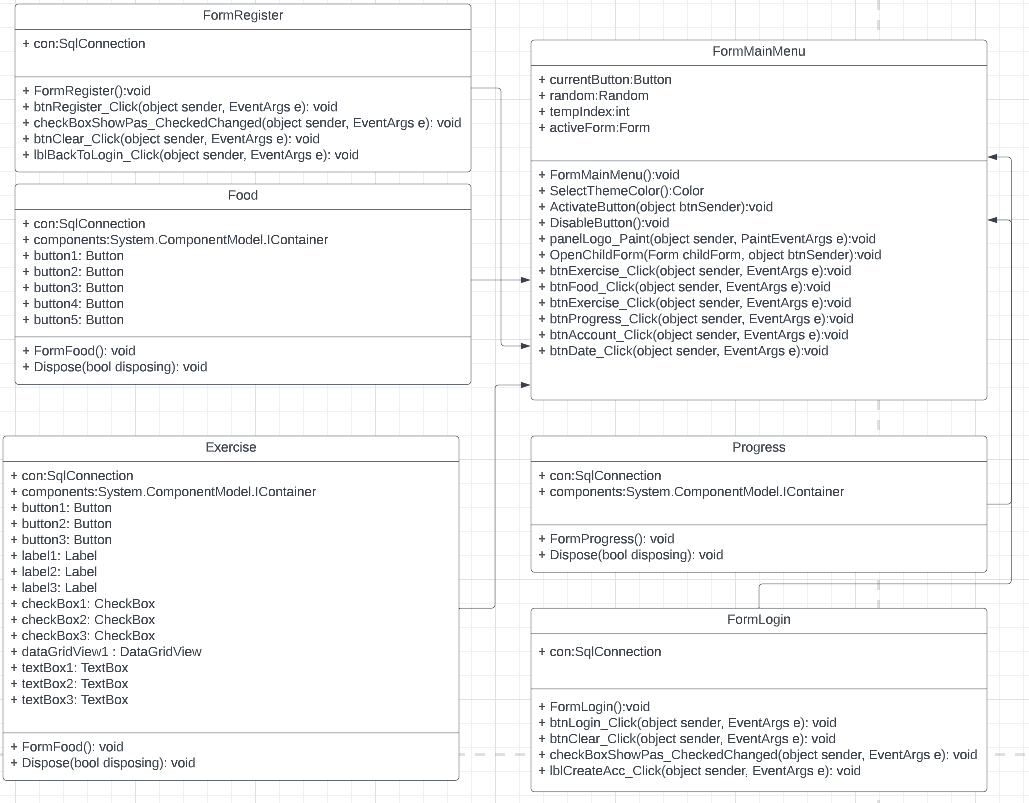 FormRegister
+ con:SqlConnection
+ FormRegister():void
+ btnRegister_Click(object sender, EventArgs e): void
+ checkBoxShowPas_CheckedChanged(object sender, EventArgs e): void
+ btnClear_Click(object sender, EventArgs e): void
+ lblBackToLogin_Click(object sender, EventArgs e): void
Food
+ con:SqlConnection
+ components:System.ComponentModel.IContainer
+ button1: Button
+ button2: Button
+ button3: Button
+ button4: Button
+ button5: Button
+ FormFood(): void
+ Dispose(bool disposing): void
Exercise
+ con:SqlConnection
+ components:System.ComponentModel.IContainer
+ button1: Button
+ button2: Button
+ button3: Button
+ label1: Label
+ label2: Label
+ label3: Label
+ checkBox1: CheckBox
+ checkBox2: CheckBox
+ checkBox3: CheckBox
+ dataGridView1 : DataGridView
+ textBox1: TextBox
+ textBox2: TextBox
+ textBox3: TextBox
+ FormFood(): void
+ Dispose(bool disposing): void
FormMainMenu
+ currentButton:Button
+ random:Random
+ tempIndex:int
+ activeForm:Form
+ FormMainMenu():void
+ SelectThemeColor():Color
+ ActivateButton(object btnSender):void
+ DisableButton():void
+ panelLogo_Paint(object sender, PaintEventArgs e):void
+ OpenChildForm(Form childForm, object btnSender):void
+ btnExercise_Click(object sender, EventArgs e):void
+ btnFood_Click(object sender, EventArgs e):void
+ btnExercise_Click(object sender, EventArgs e):void
+ btnProgress_Click(object sender, EventArgs e):void
+ btnAccount_Click(object sender, EventArgs e):void
+ btnDate_Click(object sender, EventArgs e):void
Progress
+ con:SqlConnection
+ components:System.ComponentModel.IContainer
+ FormProgress(): void
+ Dispose(bool disposing): void
FormLogin
+ con:SqlConnection
+ FormLogin():void
+ btnLogin_Click(object sender, EventArgs e): void
+ btnClear_Click(object sender, EventArgs e): void
+ checkBoxShowPas_CheckedChanged(object sender, EventArgs e): void
+ lblCreateAcc_Click(object sender, EventArgs e): void